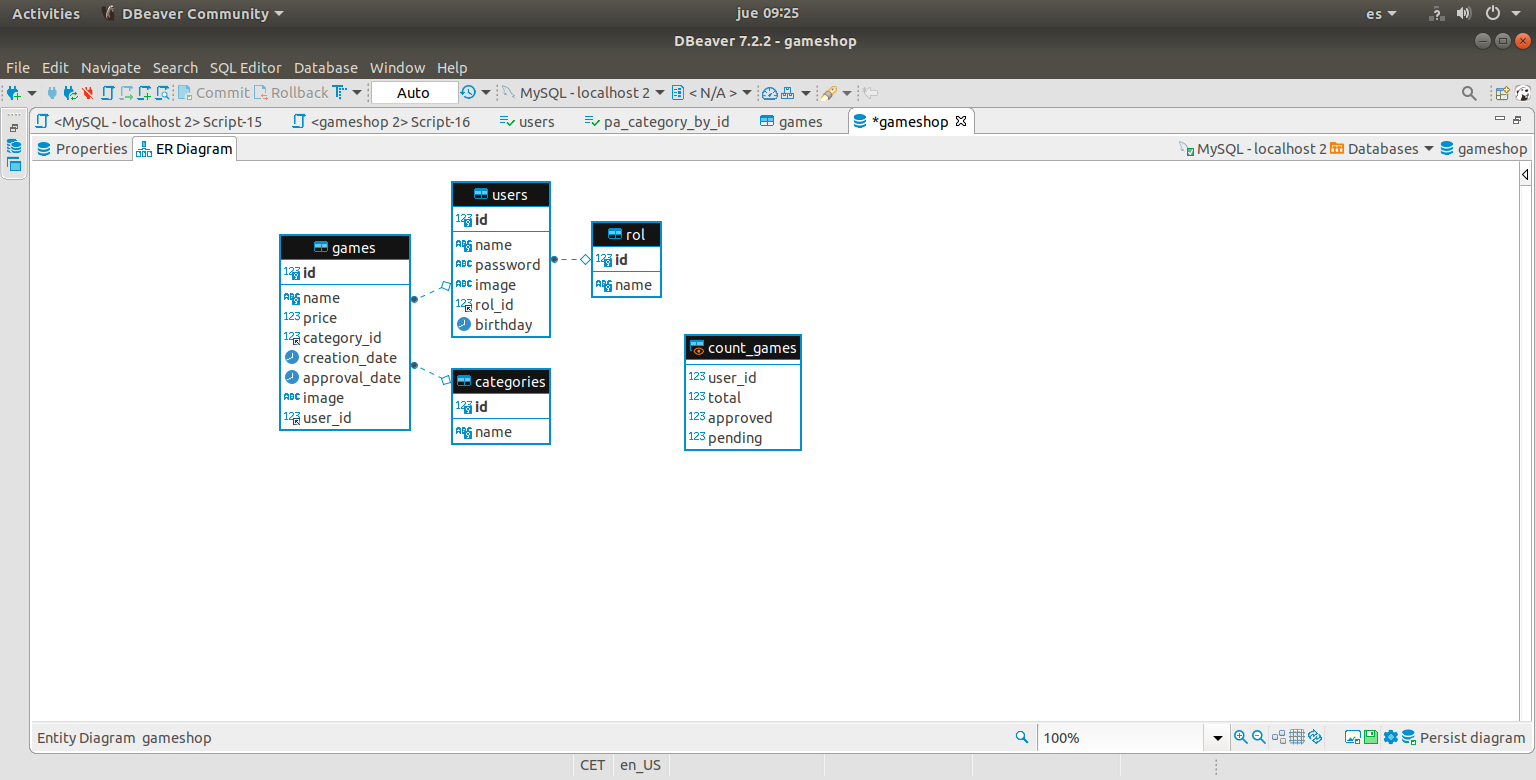 Activities DBeaver Community jue 09:25 es
DBeaver 7.2.2 - gameshop
File Edit Navigate Search SQL Editor Database Window Help
Commit Rollback Auto MySQL - localhost 2 < N/A >
<MySQL - localhost 2> Script-15 <gameshop 2> Script-16 users pa_category_by_id games *gameshop
Properties ER Diagram MySQL - localhost 2 Databases gameshop
users
id
name
password
image
rol_id
birthday
rol
id
name
games
id
name
price
category_id
creation_date
approval_date
image
user_id
categories
id
name
count_games
user_id
total
approved
pending
Entity Diagram gameshop 100% Persist diagram
CET en_US